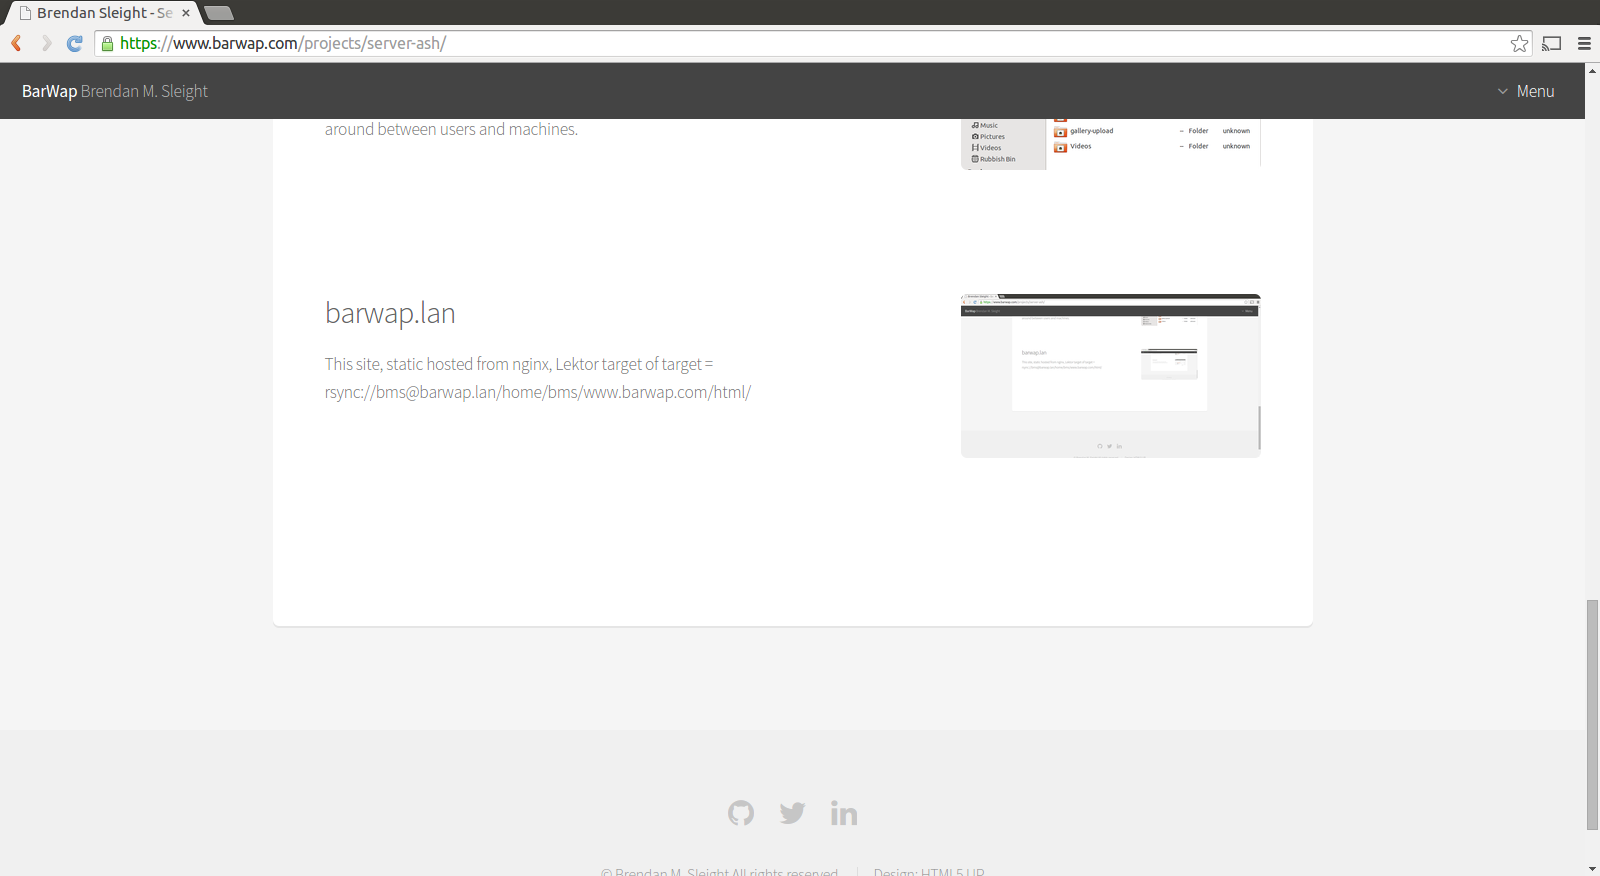 Brendan Sleight - Se
https://www.barwap.com/projects/server-ash/
BarWap Brendan M. Sleight
Menu
around between users and machines.
Music
Pictures
Videos
Rubbish Bin
gallery-upload – Folder unknown
Videos – Folder unknown
barwap.lan
This site, static hosted from nginx, Lektor target of target =
rsync://bms@barwap.lan/home/bms/www.barwap.com/html/
barwap.lan
© Brendan M. Sleight All rights reserved
Design: HTML5 UP